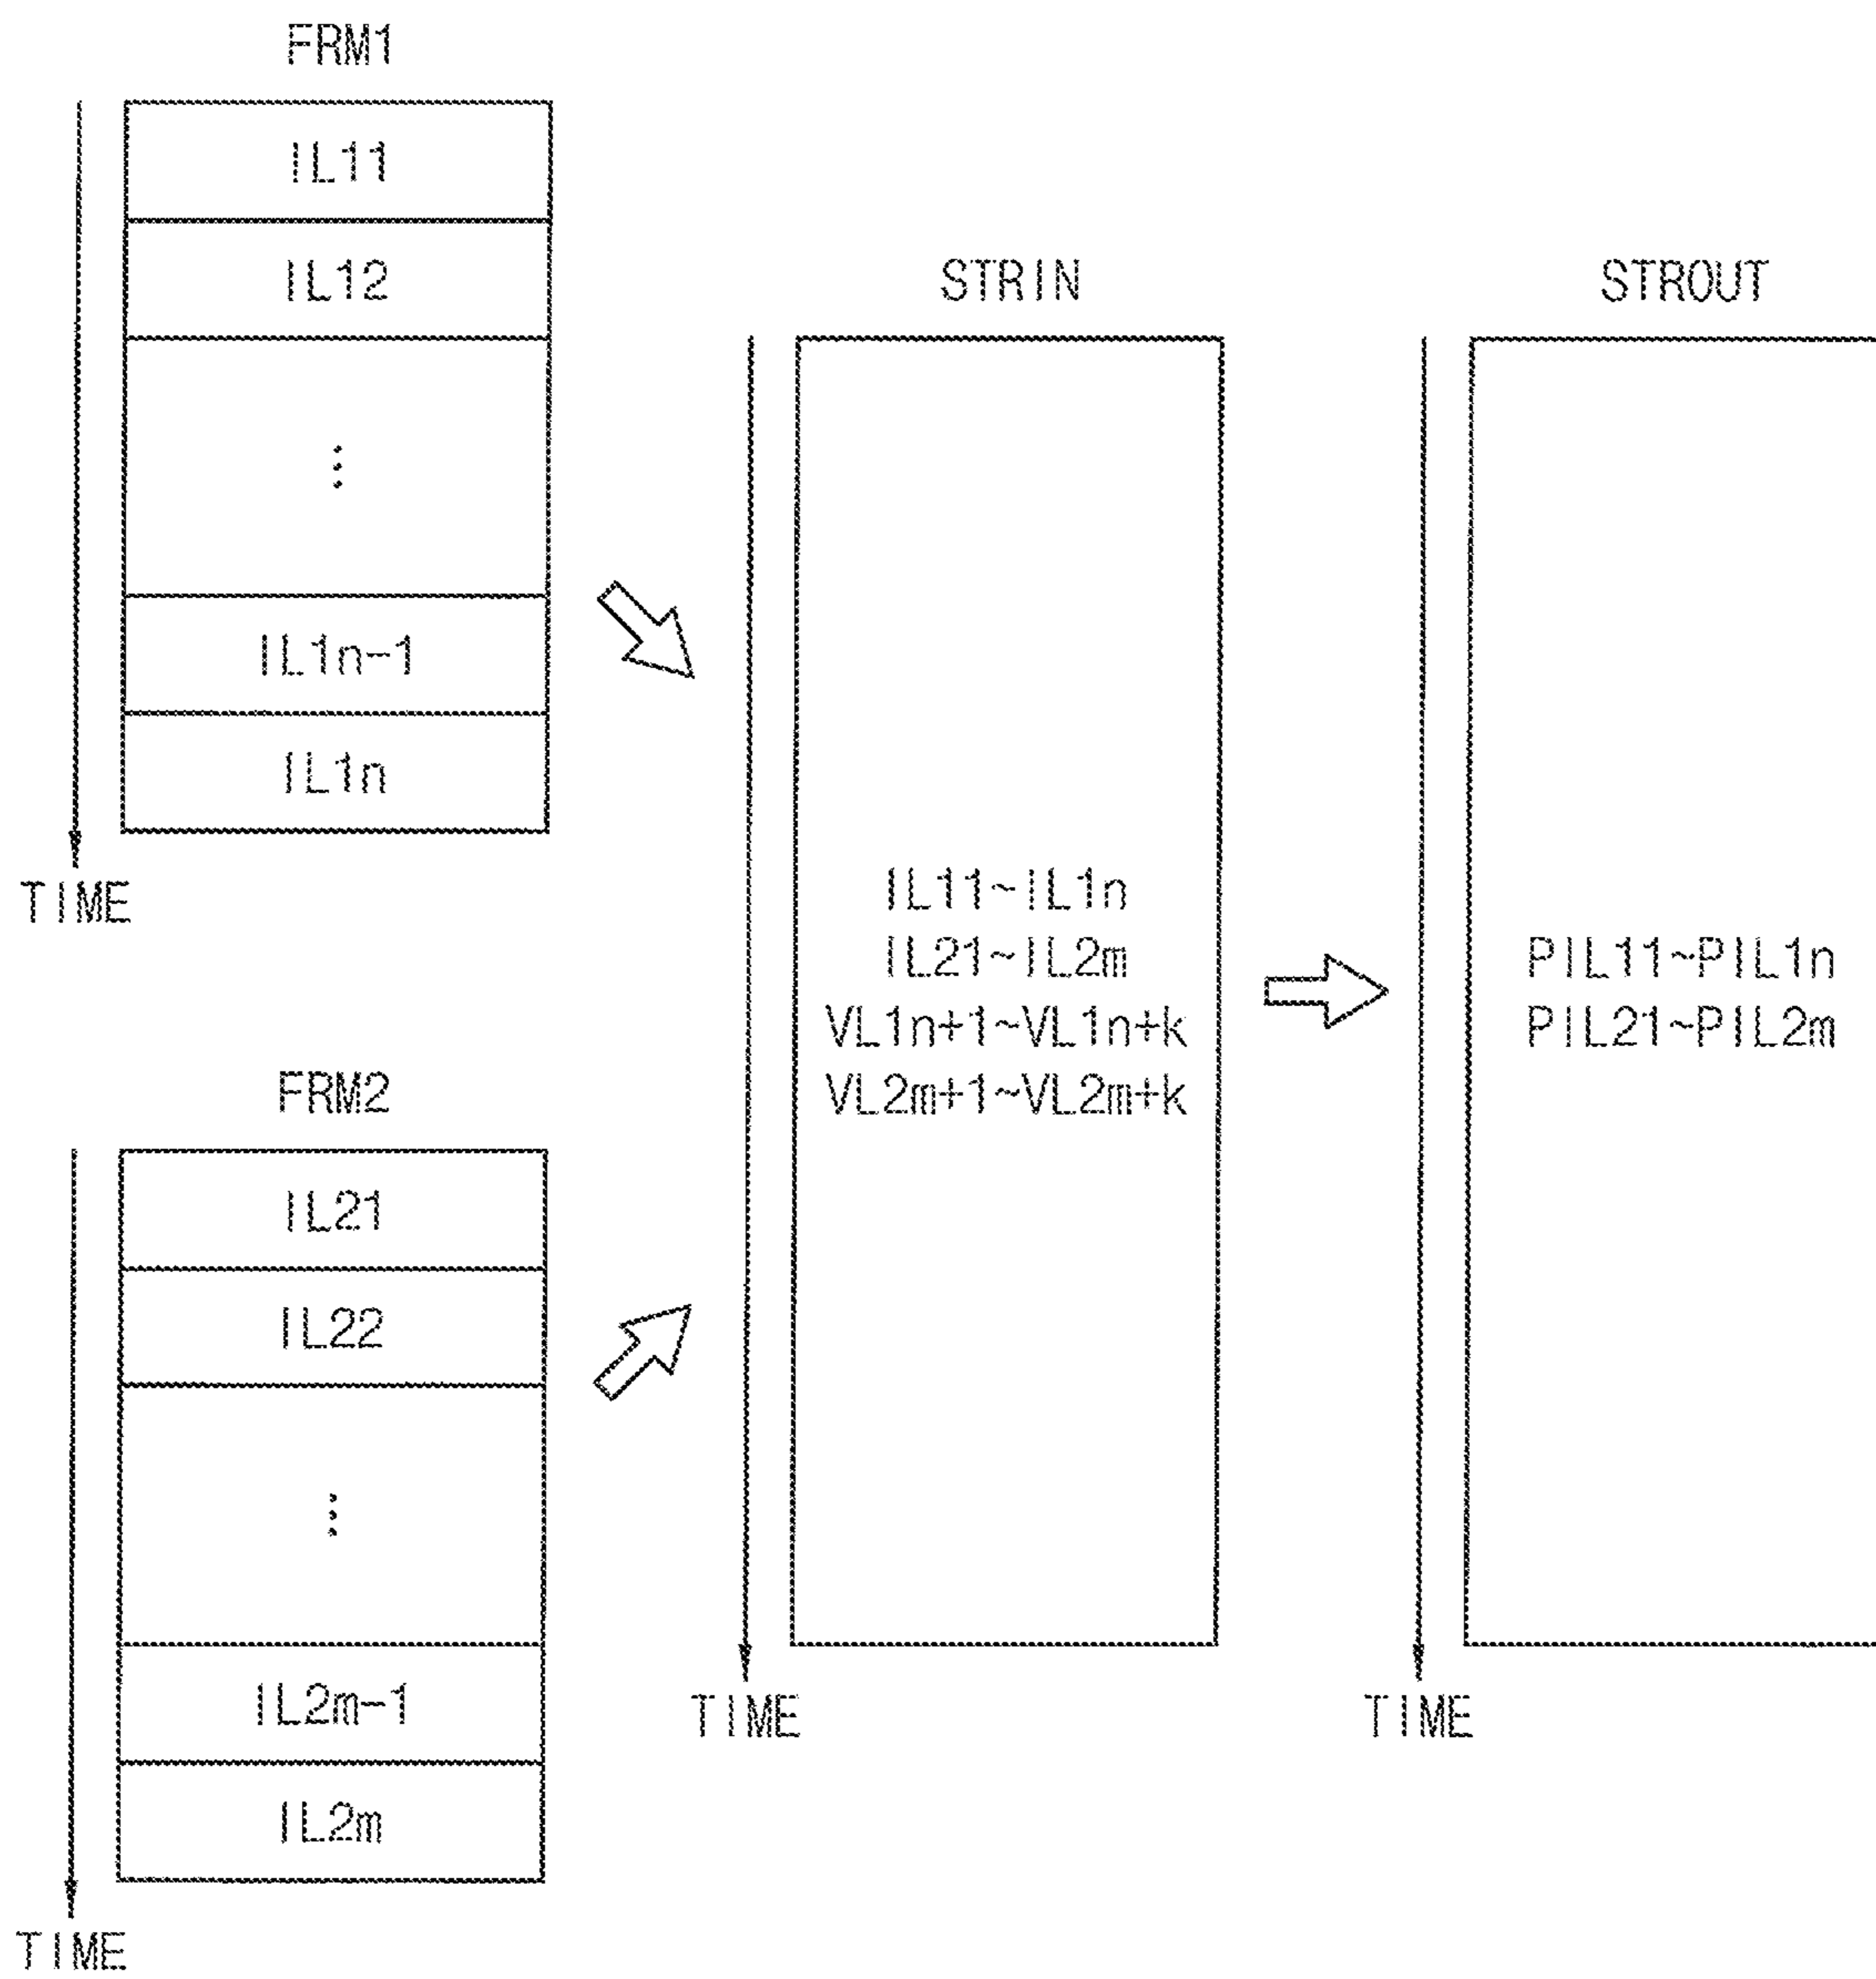 FRM1
IL11
IL12
⋮
IL1n-1
IL1n
TIME
FRM2
IL21
IL22
⋮
IL2m-1
IL2m
TIME
STRIN
IL11~IL1n
IL21~IL2m
VL1n+1~VL1n+k
VL2m+1~VL2m+k
TIME
STROUT
PIL11~PIL1n
PIL21~PIL2m
TIME